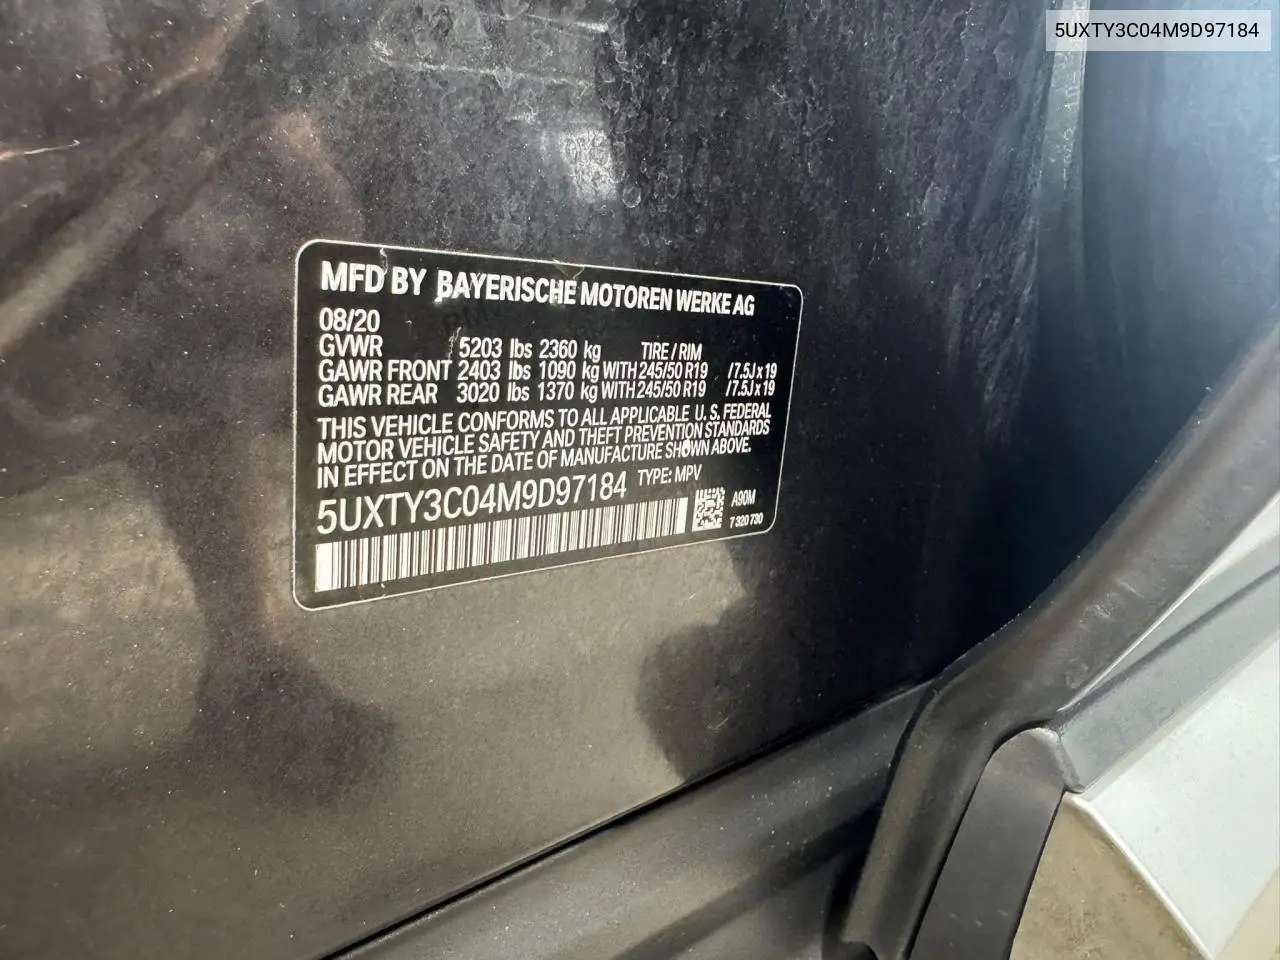 5UXTY3C04M9D97184
MFD BY BAYERISCHE MOTOREN WERKE AG
08/20
GVWR 5203 lbs 2360 kg TIRE / RIM
GAWR FRONT 2403 lbs 1090 kg WITH 245/50 R19 /7.5J x 19
GAWR REAR 3020 lbs 1370 kg WITH 245/50 R19 /7.5J x 19
THIS VEHICLE CONFORMS TO ALL APPLICABLE U. S. FEDERAL
MOTOR VEHICLE SAFETY AND THEFT PREVENTION STANDARDS
IN EFFECT ON THE DATE OF MANUFACTURE SHOWN ABOVE.
5UXTY3C04M9D97184 TYPE: MPV
A90M
7 320 730